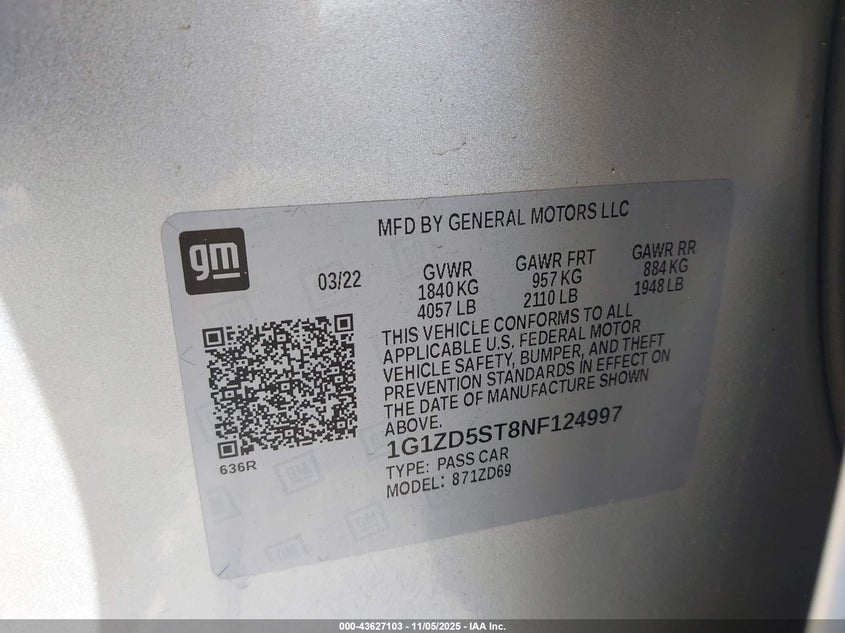 MFD BY GENERAL MOTORS LLC
gm
03/22
GVWR
1840 KG
4057 LB
GAWR FRT
957 KG
2110 LB
GAWR RR
884 KG
1948 LB
THIS VEHICLE CONFORMS TO ALL
APPLICABLE U.S. FEDERAL MOTOR
VEHICLE SAFETY, BUMPER, AND THEFT
PREVENTION STANDARDS IN EFFECT ON
THE DATE OF MANUFACTURE SHOWN
ABOVE.
1G1ZD5ST8NF124997
TYPE: PASS CAR
MODEL: 871ZD69
636R
000-43627103 - 11/05/2025 - IAA Inc.